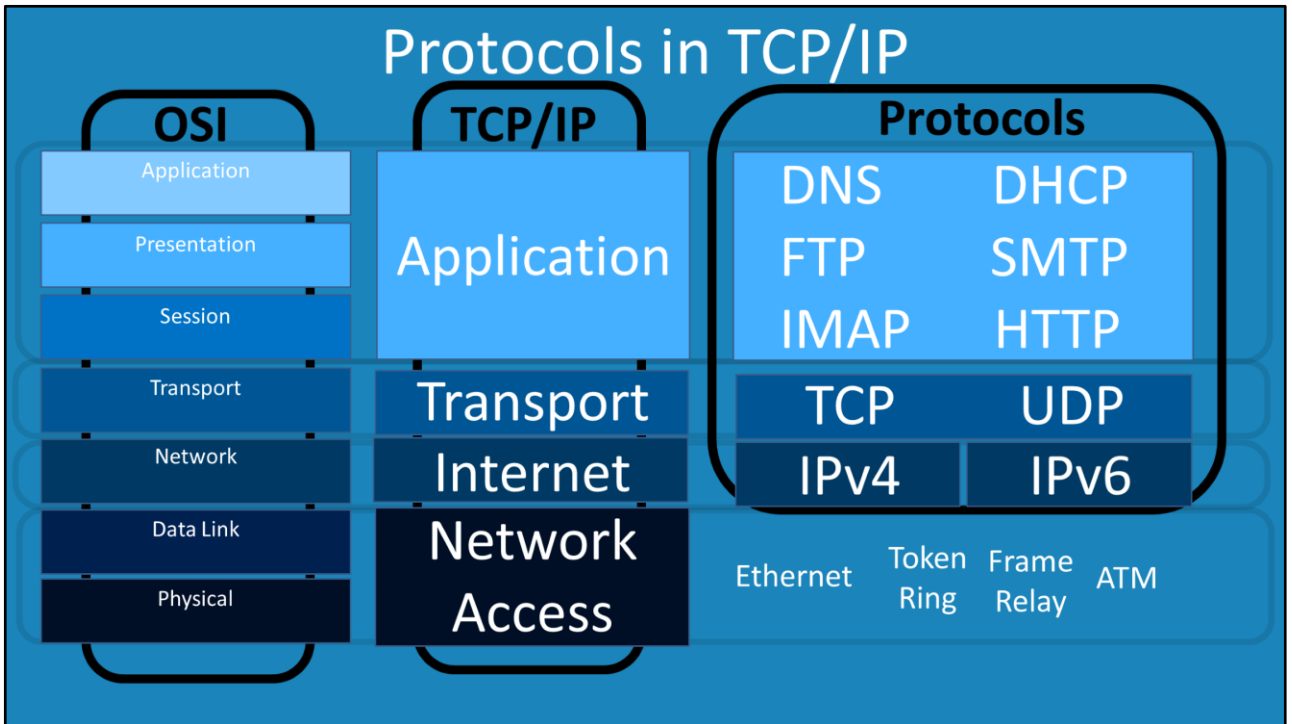 Protocols in TCP/IP
OSI
TCP/IP
Protocols
Application
Presentation
Session
Transport
Network
Data Link
Physical
Application
Transport
Internet
Network
Access
DNS DHCP
FTP SMTP
IMAP HTTP
TCP UDP
IPv4 IPv6
Ethernet
Token
Ring
Frame
Relay
ATM